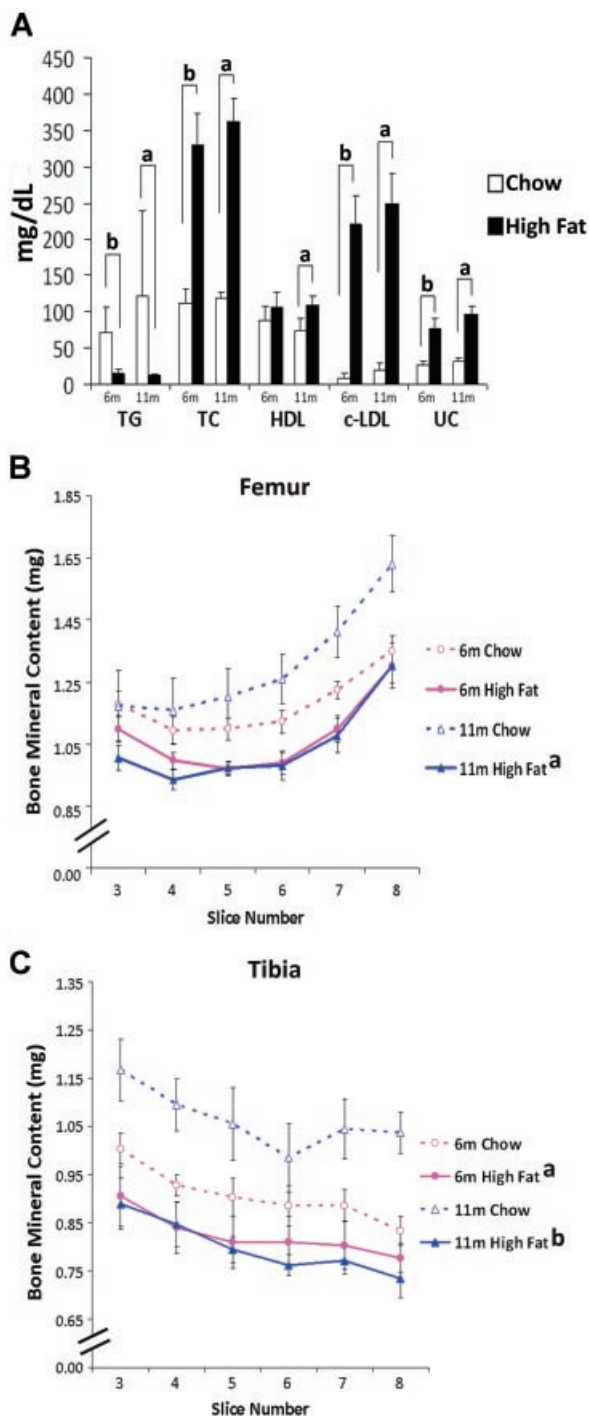 A
mg/dL
450
400
350
300
250
200
150
100
50
0
b
a
b
a
a
b
a
b
a
Chow
High Fat
6m 11m 6m 11m 6m 11m 6m 11m 6m 11m
TG TC HDL c-LDL UC
B
Femur
Bone Mineral Content (mg)
1.85
1.65
1.45
1.25
1.05
0.85
0.00
6m Chow
6m High Fat
11m Chow
11m High Fat a
3 4 5 6 7 8
Slice Number
C
Tibia
Bone Mineral Content (mg)
1.35
1.25
1.15
1.05
0.95
0.85
0.75
0.65
0.00
6m Chow
6m High Fat a
11m Chow
11m High Fat b
3 4 5 6 7 8
Slice Number